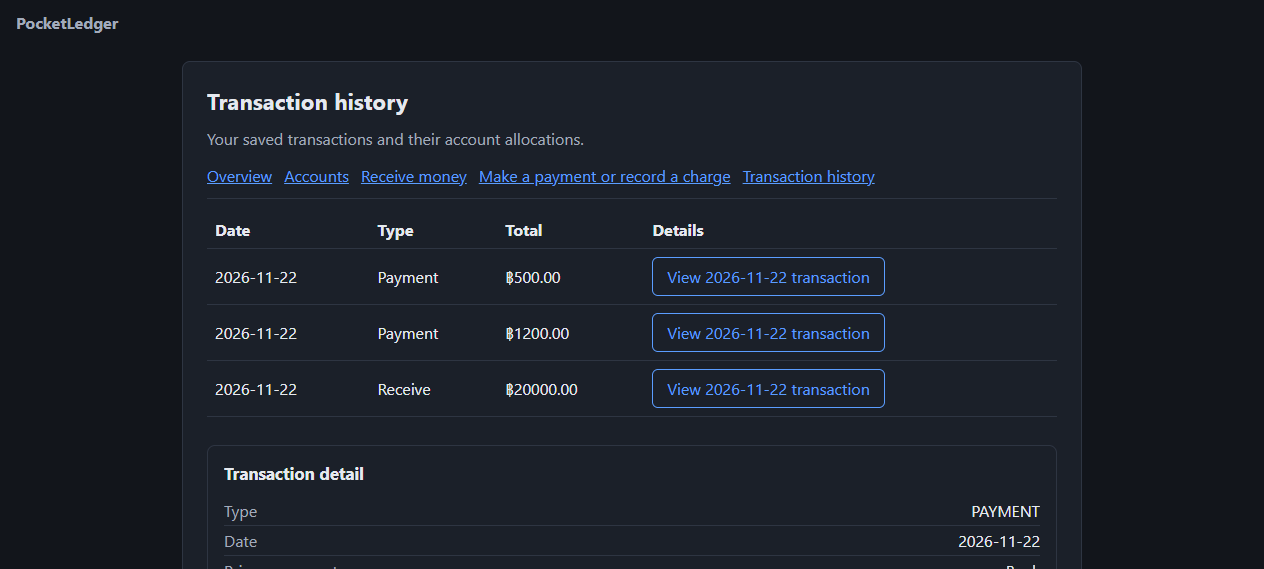 PocketLedger
Transaction history
Your saved transactions and their account allocations.
Overview Accounts Receive money Make a payment or record a charge Transaction history
Date Type Total Details
2026-11-22 Payment ฿500.00 View 2026-11-22 transaction
2026-11-22 Payment ฿1200.00 View 2026-11-22 transaction
2026-11-22 Receive ฿20000.00 View 2026-11-22 transaction
Transaction detail
Type PAYMENT
Date 2026-11-22